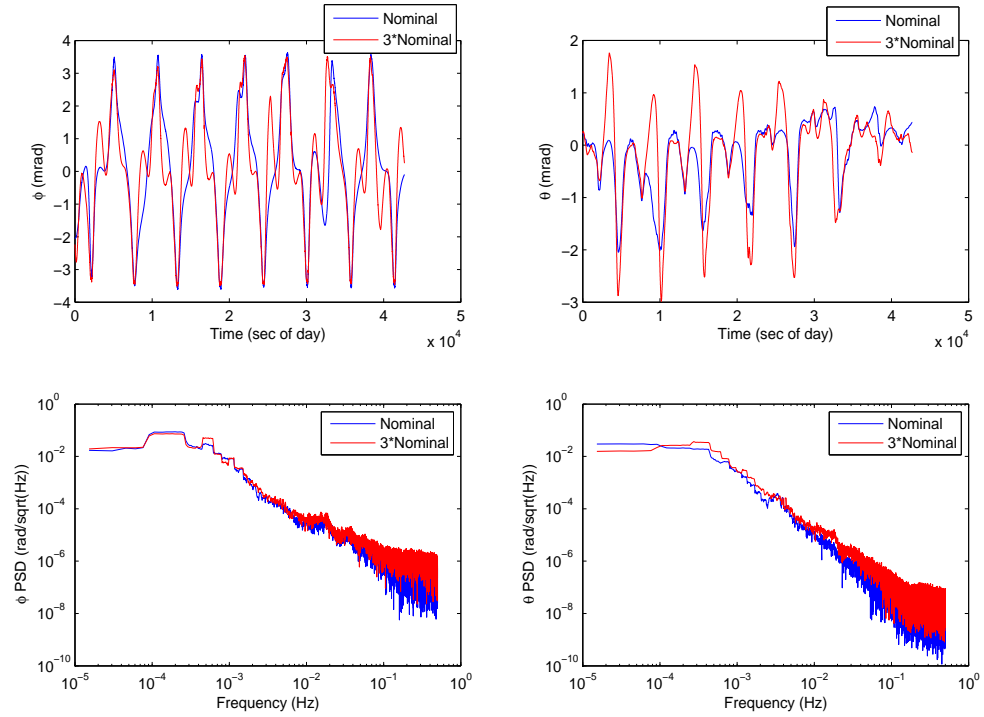 Nominal
3*Nominal
φ (mrad)
4
3
2
1
0
−1
−2
−3
−4
0 1 2 3 4 5
Time (sec of day)
x 10^4
Nominal
3*Nominal
θ (mrad)
2
1
0
−1
−2
−3
0 1 2 3 4 5
Time (sec of day)
x 10^4
Nominal
3*Nominal
φ PSD (rad/sqrt(Hz))
10^0
10^−2
10^−4
10^−6
10^−8
10^−10
10^−5 10^−4 10^−3 10^−2 10^−1 10^0
Frequency (Hz)
Nominal
3*Nominal
θ PSD (rad/sqrt(Hz))
10^0
10^−2
10^−4
10^−6
10^−8
10^−10
10^−5 10^−4 10^−3 10^−2 10^−1 10^0
Frequency (Hz)